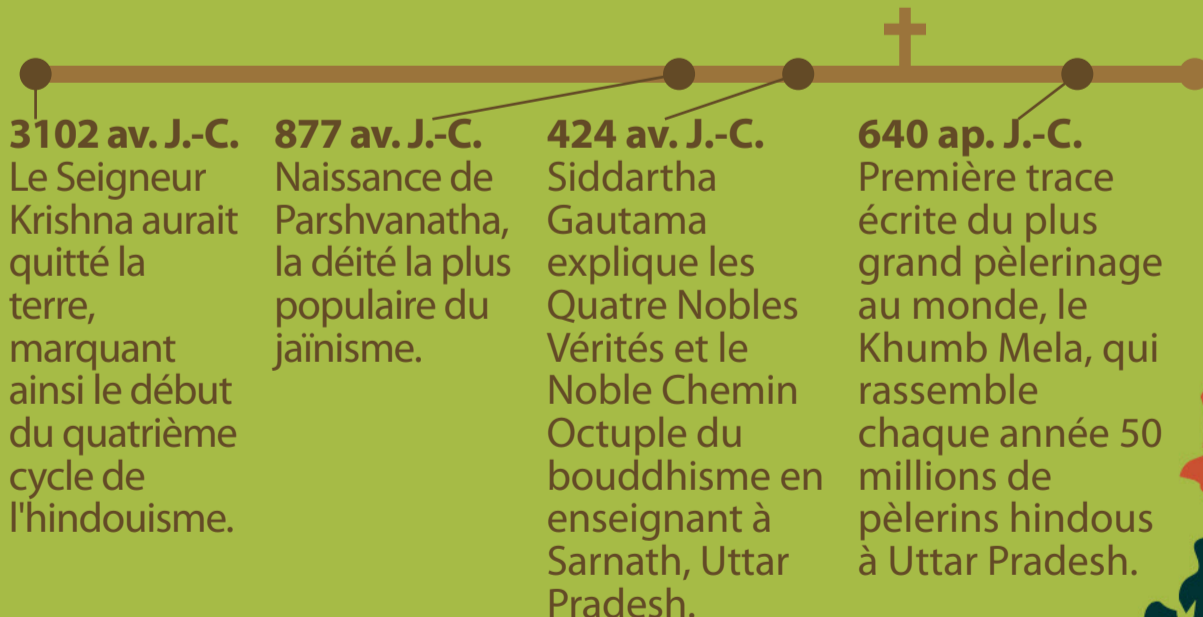 3102 av. J.-C.
Le Seigneur
Krishna aurait
quitté la
terre,
marquant
ainsi le début
du quatrième
cycle de
l'hindouisme.
877 av. J.-C.
Naissance de
Parshvanatha,
la déité la plus
populaire du
jaïnisme.
424 av. J.-C.
Siddartha
Gautama
explique les
Quatre Nobles
Vérités et le
Noble Chemin
Octuple du
bouddhisme en
enseignant à
Sarnath, Uttar
Pradesh.
640 ap. J.-C.
Première trace
écrite du plus
grand pèlerinage
au monde, le
Khumb Mela, qui
rassemble
chaque année 50
millions de
pèlerins hindous
à Uttar Pradesh.